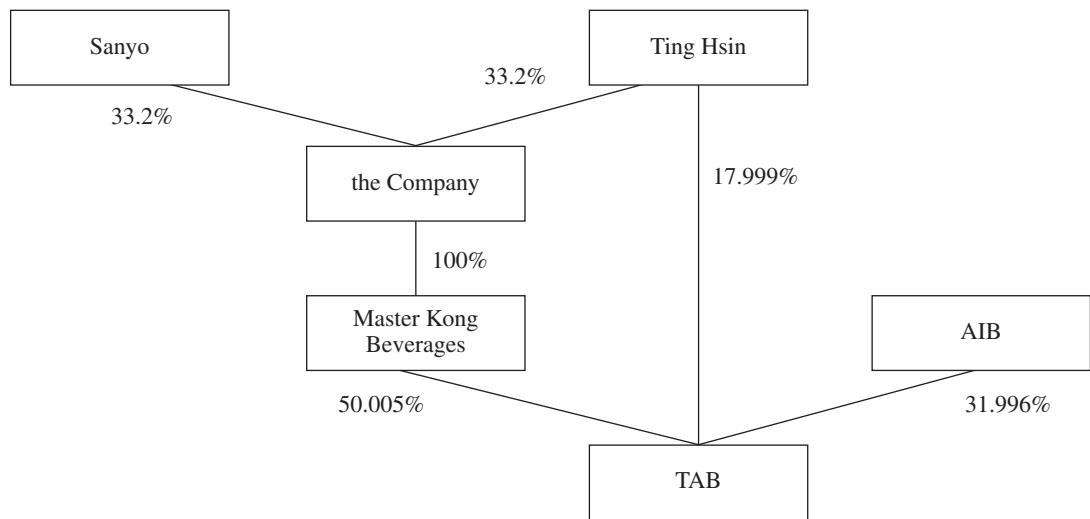 Sanyo
Ting Hsin
33.2%
33.2%
the Company
17.999%
100%
Master Kong
Beverages
AIB
50.005%
31.996%
TAB